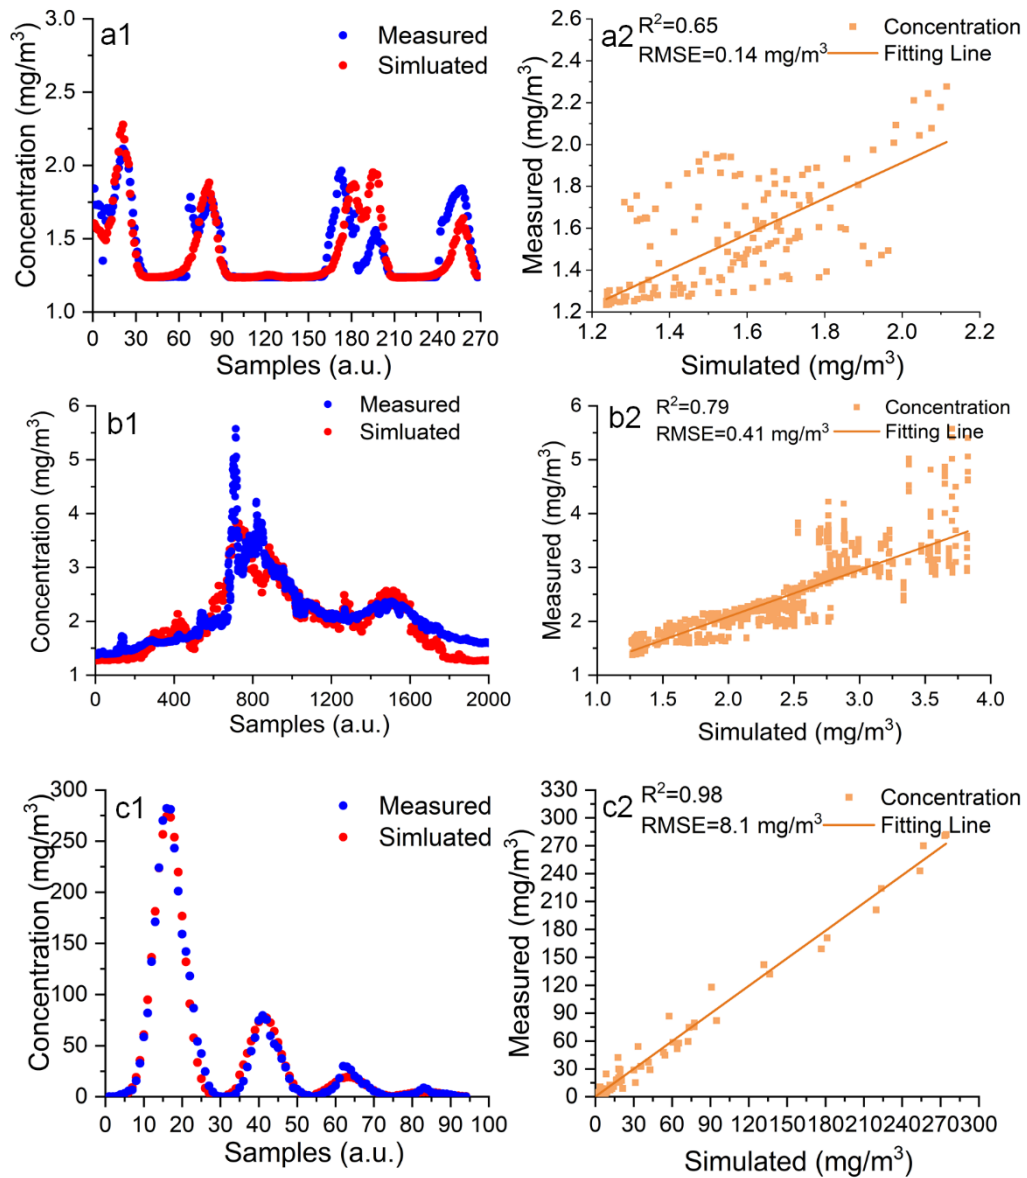 a1
Measured
Simluated
Concentration (mg/m³)
3.0
2.5
2.0
1.5
1.0
0 30 60 90 120 150 180 210 240 270
Samples (a.u.)
a2
R²=0.65
RMSE=0.14 mg/m³
Concentration
Fitting Line
Measured (mg/m³)
2.6
2.4
2.2
2.0
1.8
1.6
1.4
1.2
1.2 1.4 1.6 1.8 2.0 2.2
Simulated (mg/m³)
b1
Measured
Simluated
Concentration (mg/m³)
6
5
4
3
2
1
0 400 800 1200 1600 2000
Samples (a.u.)
b2
R²=0.79
RMSE=0.41 mg/m³
Concentration
Fitting Line
Measured (mg/m³)
6
5
4
3
2
1
1.0 1.5 2.0 2.5 3.0 3.5 4.0
Simulated (mg/m³)
c1
Measured
Simluated
Concentration (mg/m³)
300
250
200
150
100
50
0
0 20 40 60 80 100
Samples (a.u.)
c2
R²=0.98
RMSE=8.1 mg/m³
Concentration
Fitting Line
Measured (mg/m³)
330
300
270
240
210
180
150
120
90
60
30
0
0 30 60 90 120 150 180 210 240 270 300
Simulated (mg/m³)